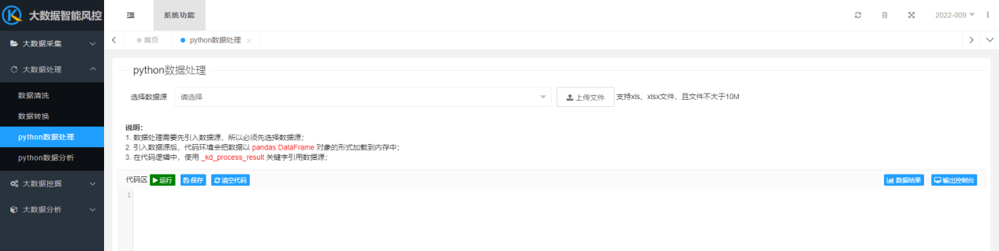 大数据智能风控
系统功能
2022-009
大数据采集
首页
python数据处理
大数据处理
数据清洗
数据转换
python数据处理
python数据分析
大数据挖掘
大数据分析
python数据处理
选择数据源
请选择
上传文件
支持xls、xlsx文件，且文件不大于10M
说明：
1. 数据处理需要先引入数据源，所以必须先选择数据源；
2. 引入数据源后，代码环境会把数据以 pandas.DataFrame 对象的形式加载到内存中；
3. 在代码逻辑中，使用 _kd_process_result 关键字引用数据源；
代码区
运行
保存
清空代码
数据结果
输出控制台
1